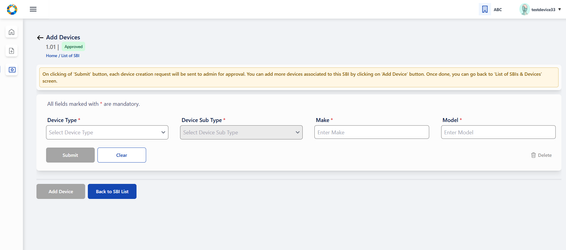 ABC
testdevice33
Add Devices
1.01 | Approved
Home / List of SBI
On clicking of 'Submit' button, each device creation request will be sent to admin for approval. You can add more devices associated to this SBI by clicking on 'Add Device' button. Once done, you can go back to 'List of SBIs & Devices'
screen.
All fields marked with * are mandatory.
Device Type * Device Sub Type * Make * Model *
Select Device Type Select Device Sub Type Enter Make Enter Model
Submit Clear Delete
Add Device Back to SBI List